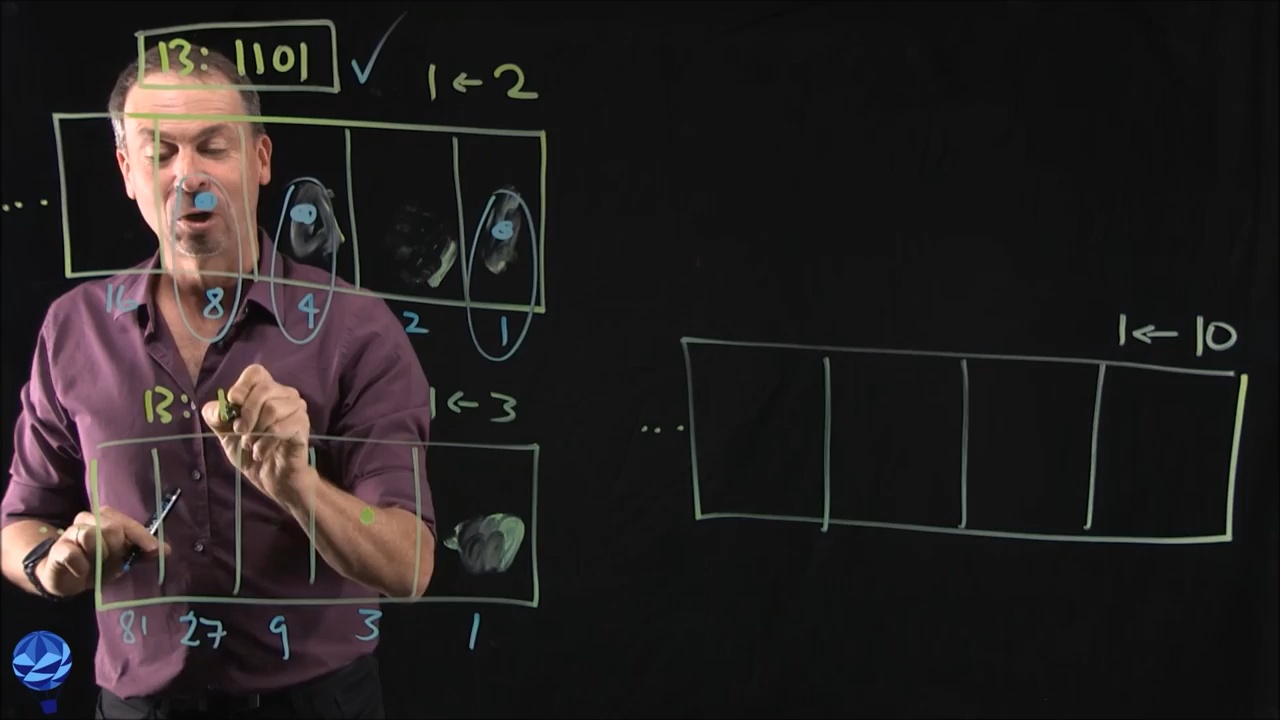 13: 1101 ✓
1 ← 2
16 8 4 2 1
13: 1
1 ← 3
81 27 9 3 1
1 ← 10